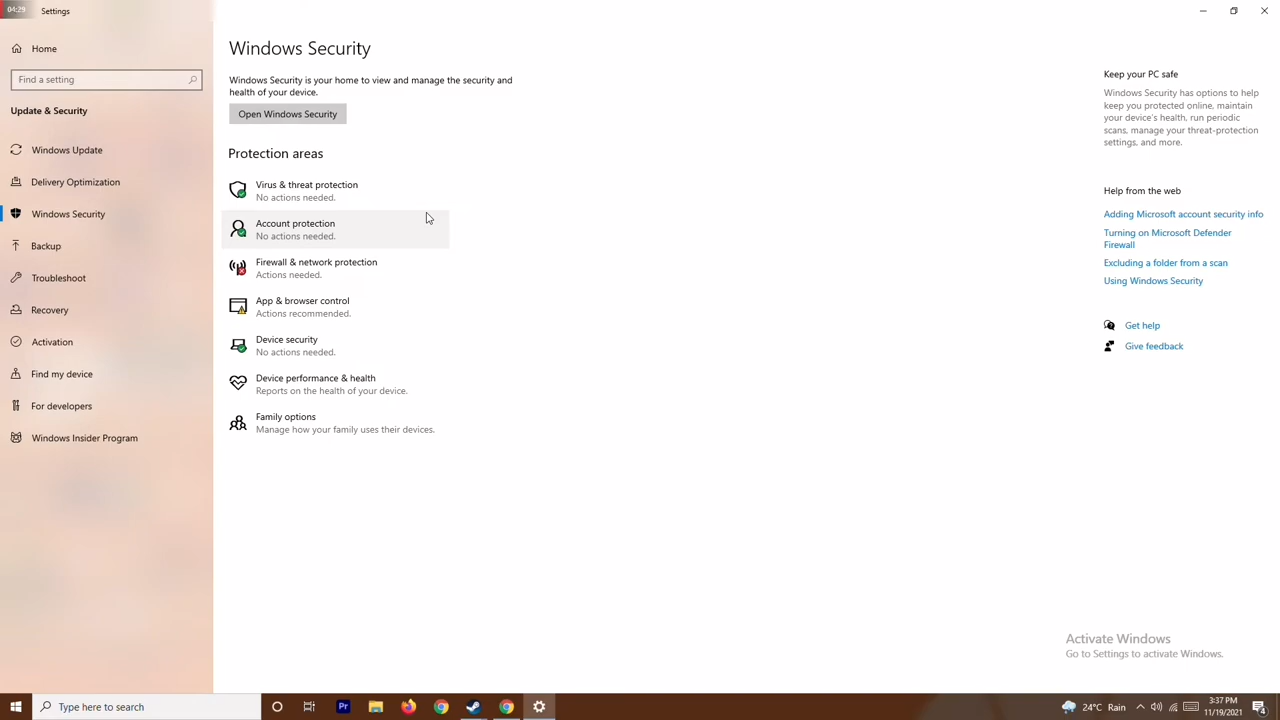 04:29 Settings
Home
Find a setting
Update & Security
Windows Update
Delivery Optimization
Windows Security
Backup
Troubleshoot
Recovery
Activation
Find my device
For developers
Windows Insider Program
Windows Security
Windows Security is your home to view and manage the security and
health of your device.
Open Windows Security
Protection areas
Virus & threat protection
No actions needed.
Account protection
No actions needed.
Firewall & network protection
Actions needed.
App & browser control
Actions recommended.
Device security
No actions needed.
Device performance & health
Reports on the health of your device.
Family options
Manage how your family uses their devices.
Keep your PC safe
Windows Security has options to help
keep you protected online, maintain
your device's health, run periodic
scans, manage your threat-protection
settings, and more.
Help from the web
Adding Microsoft account security info
Turning on Microsoft Defender
Firewall
Excluding a folder from a scan
Using Windows Security
Get help
Give feedback
Activate Windows
Go to Settings to activate Windows.
Type here to search
Pr
24°C Rain
3:37 PM
11/19/2021
4